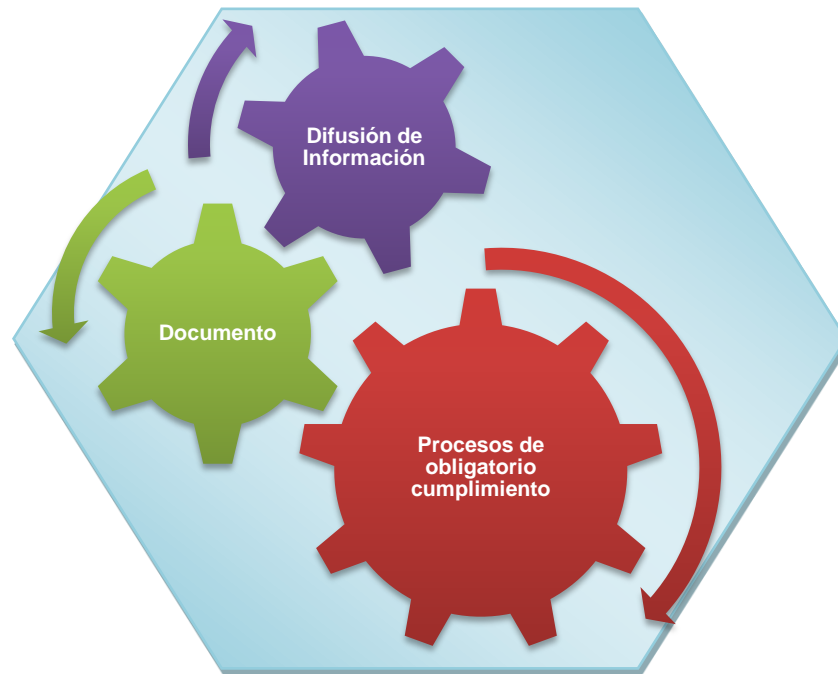 Difusión de
Información
Documento
Procesos de
obligatorio
cumplimiento